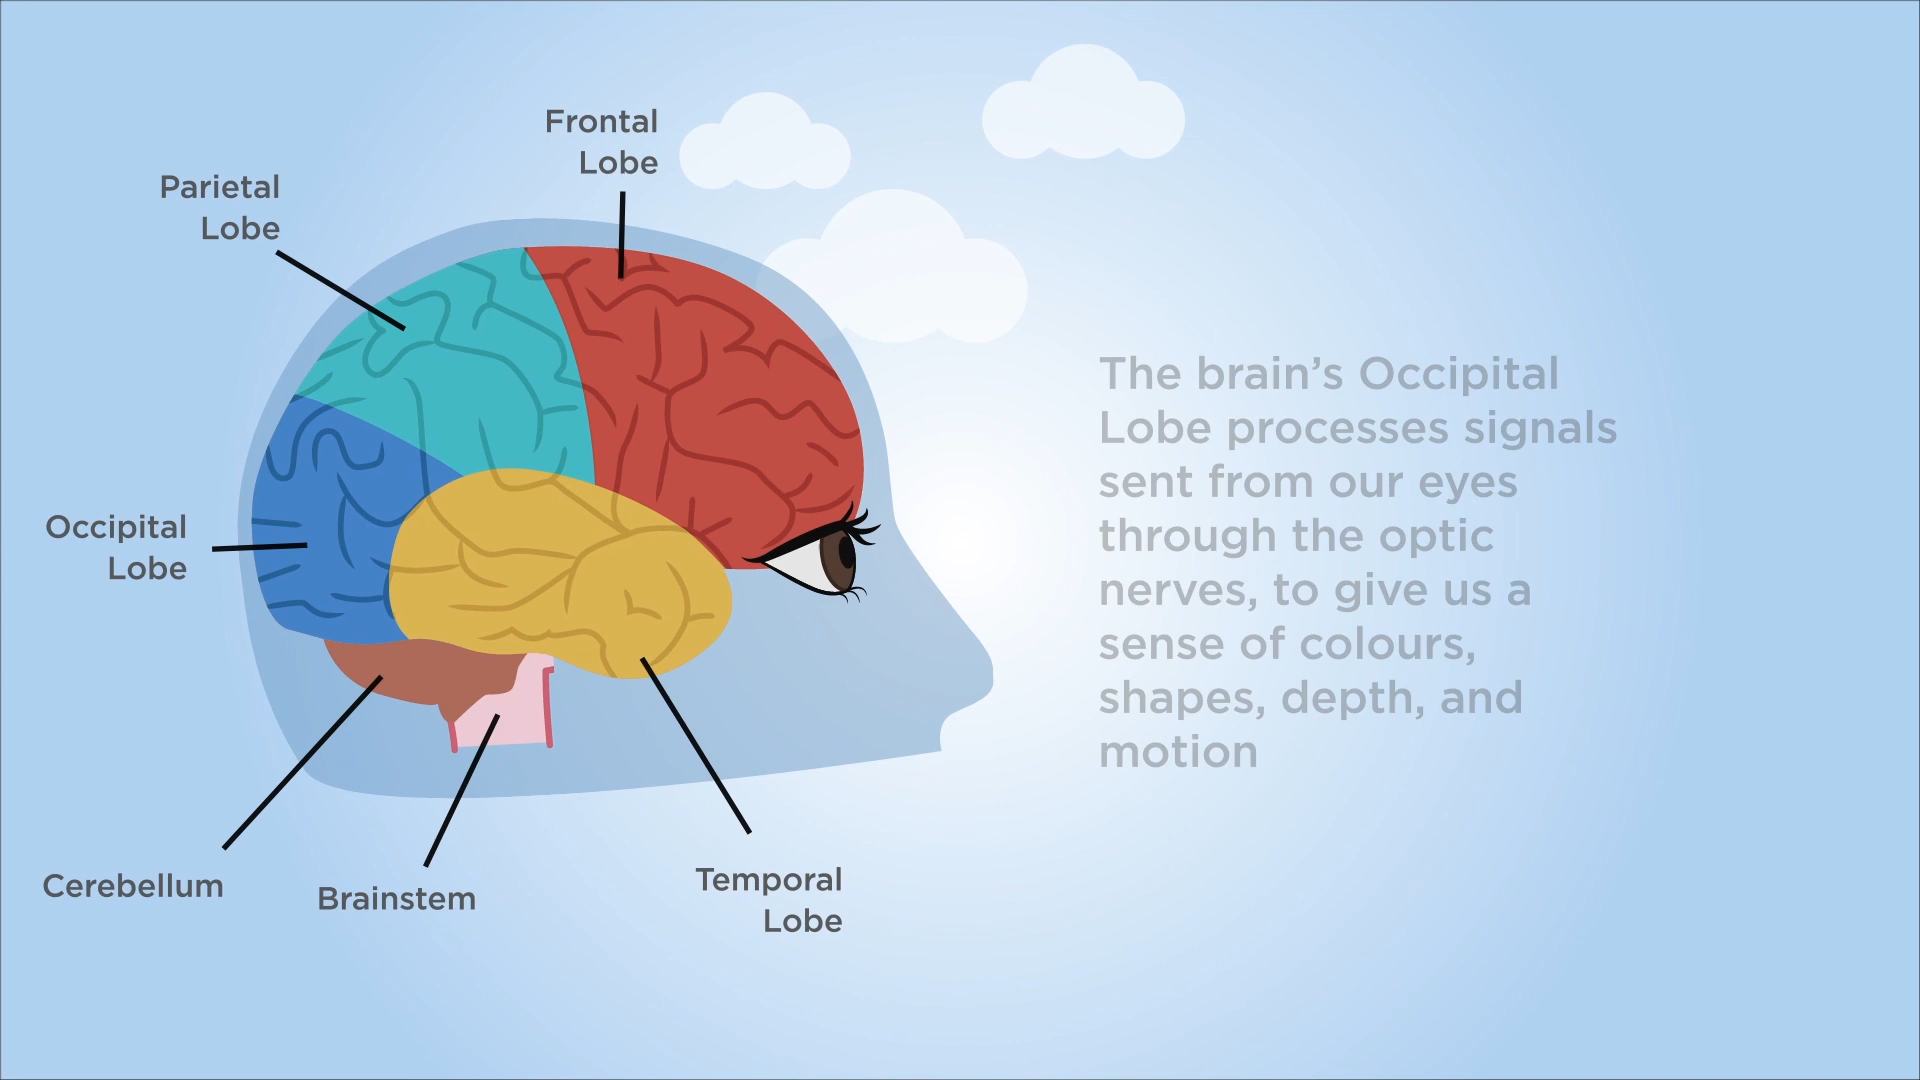 Frontal
Lobe
Parietal
Lobe
Occipital
Lobe
Cerebellum
Brainstem
Temporal
Lobe
The brain’s Occipital
Lobe processes signals
sent from our eyes
through the optic
nerves, to give us a
sense of colours,
shapes, depth, and
motion